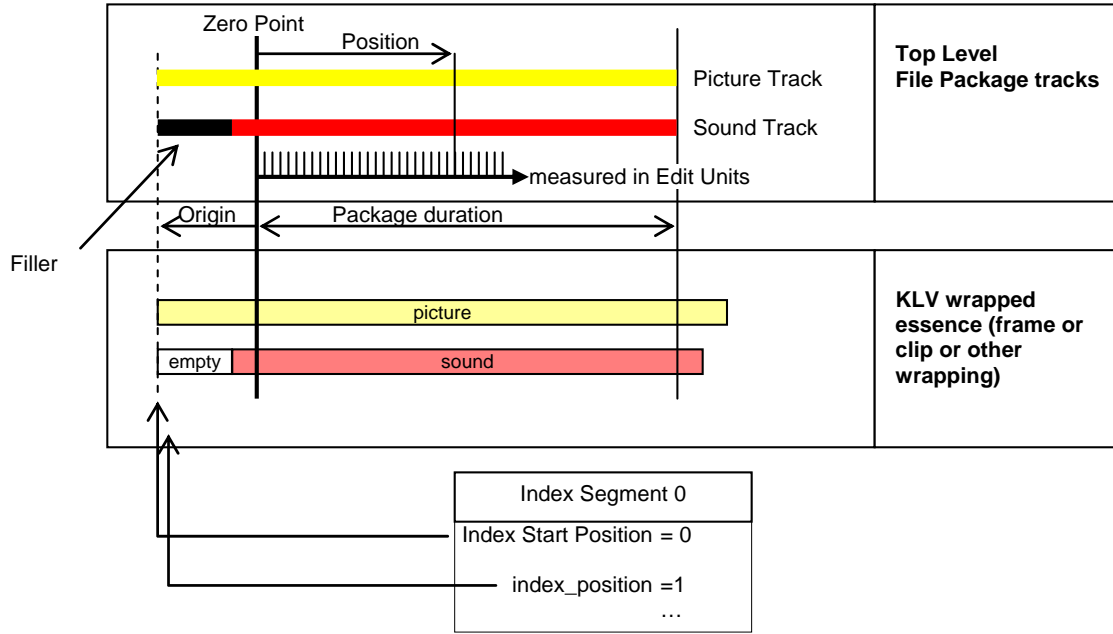 Zero Point
Position
Picture Track
Sound Track
measured in Edit Units
Origin
Package duration
Filler
Top Level
File Package tracks
picture
empty
sound
KLV wrapped
essence (frame or
clip or other
wrapping)
Index Segment 0
Index Start Position = 0
index_position =1
…